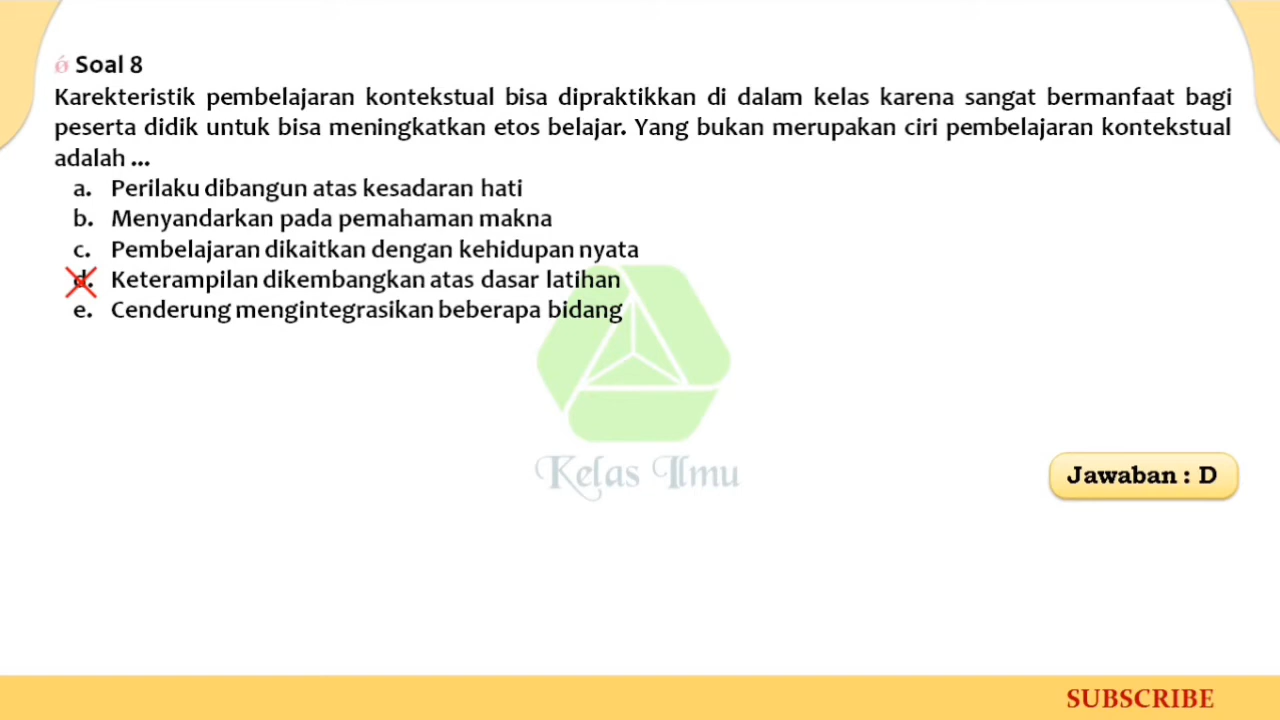 ǿ Soal 8
Karekteristik pembelajaran kontekstual bisa dipraktikkan di dalam kelas karena sangat bermanfaat bagi
peserta didik untuk bisa meningkatkan etos belajar. Yang bukan merupakan ciri pembelajaran kontekstual
adalah ...
a. Perilaku dibangun atas kesadaran hati
b. Menyandarkan pada pemahaman makna
c. Pembelajaran dikaitkan dengan kehidupan nyata
d. Keterampilan dikembangkan atas dasar latihan
e. Cenderung mengintegrasikan beberapa bidang
Kelas Ilmu
Jawaban : D
SUBSCRIBE